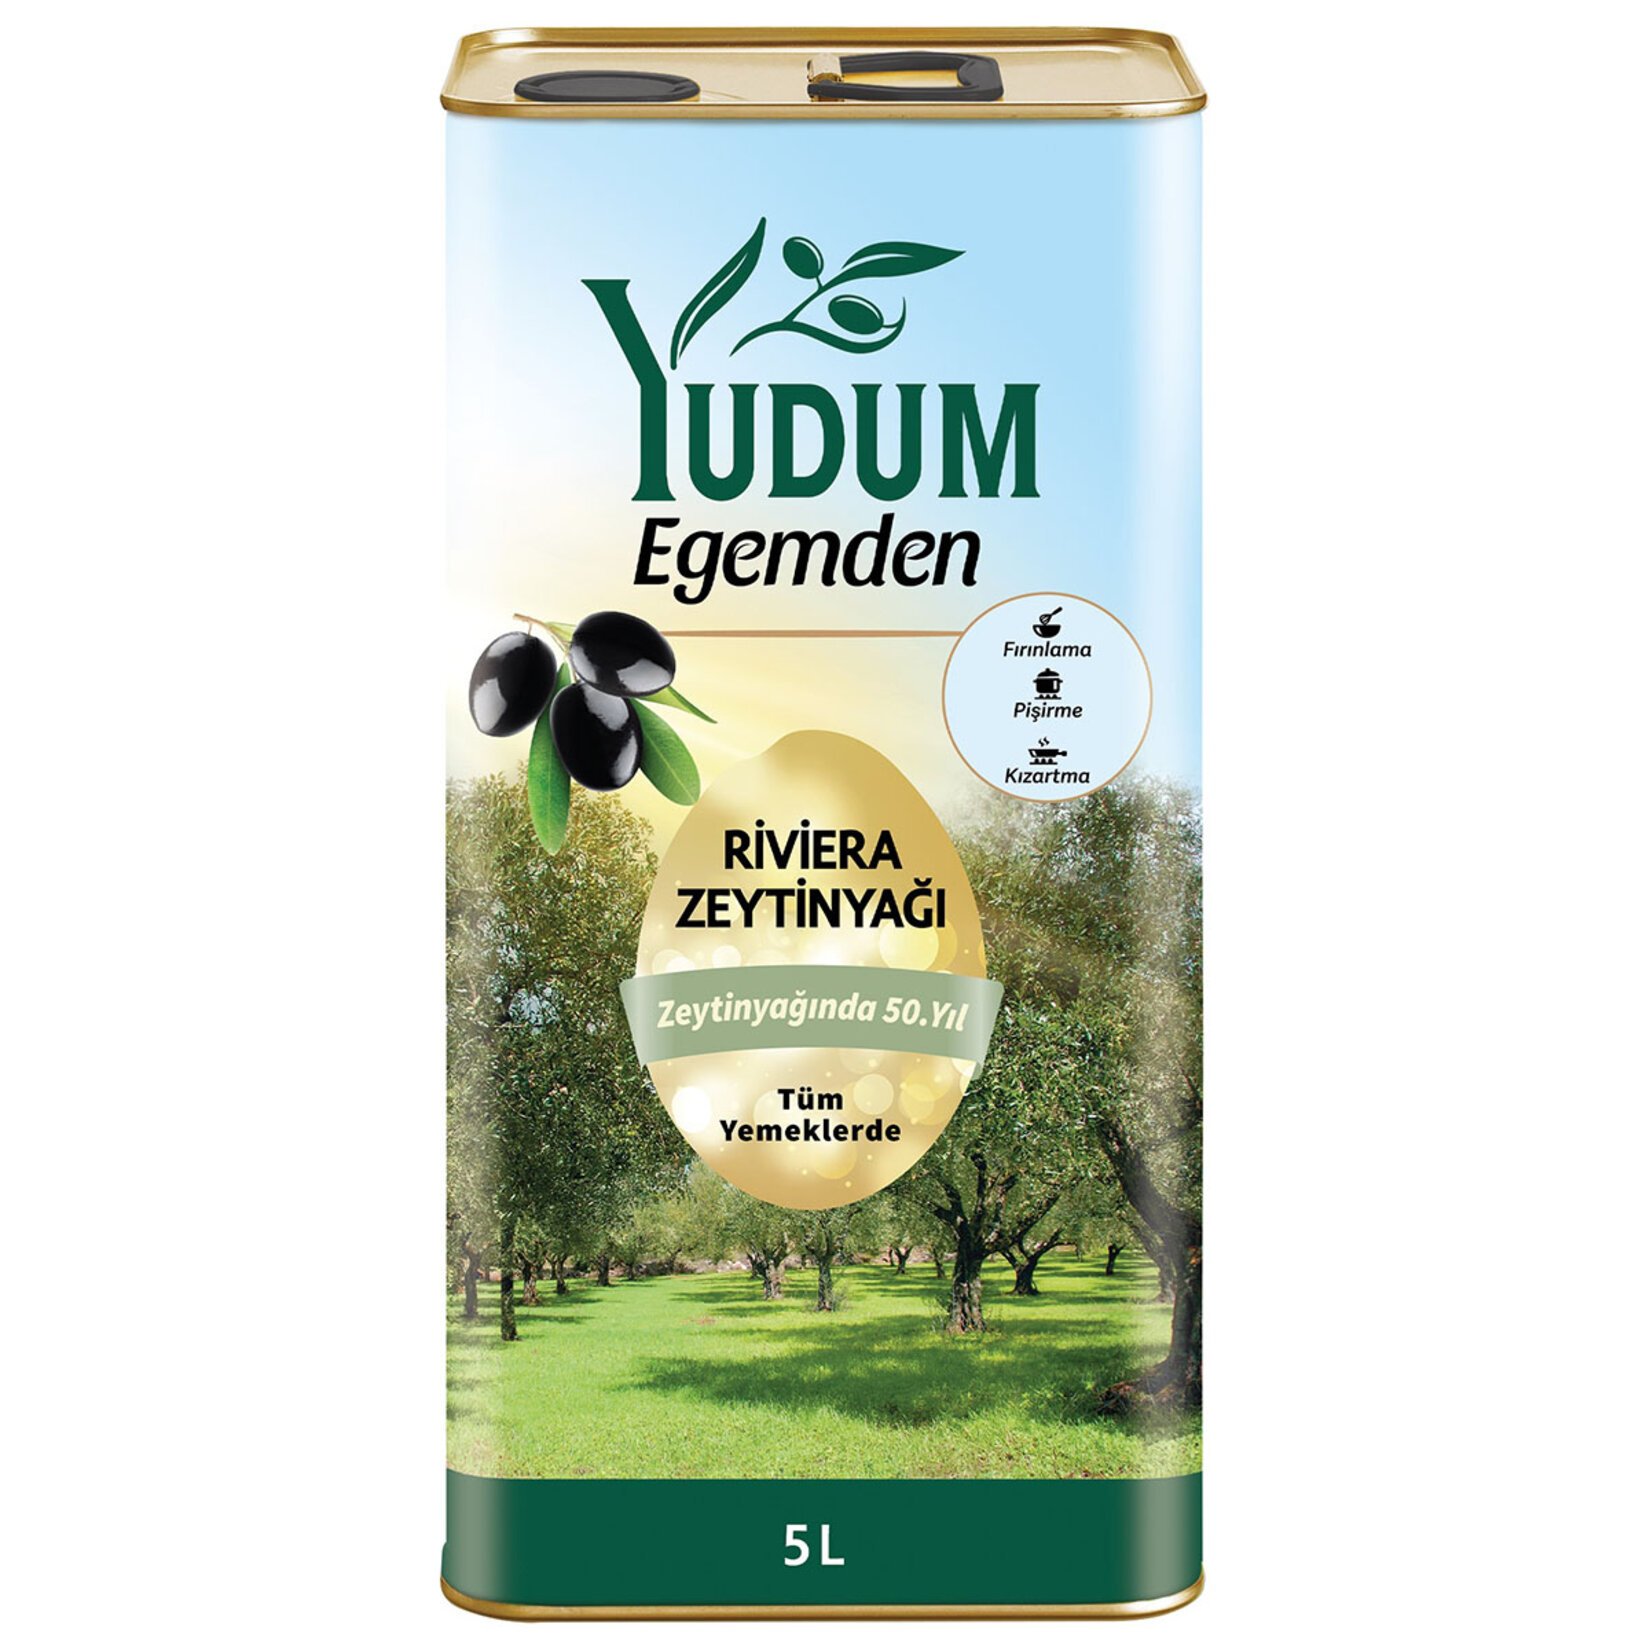 YUDUM
Egemden
Fırınlama
Pişirme
Kızartma
RİVİERA
ZEYTİNYAĞI
Zeytinyağında 50.Yıl
Tüm
Yemeklerde
5 L